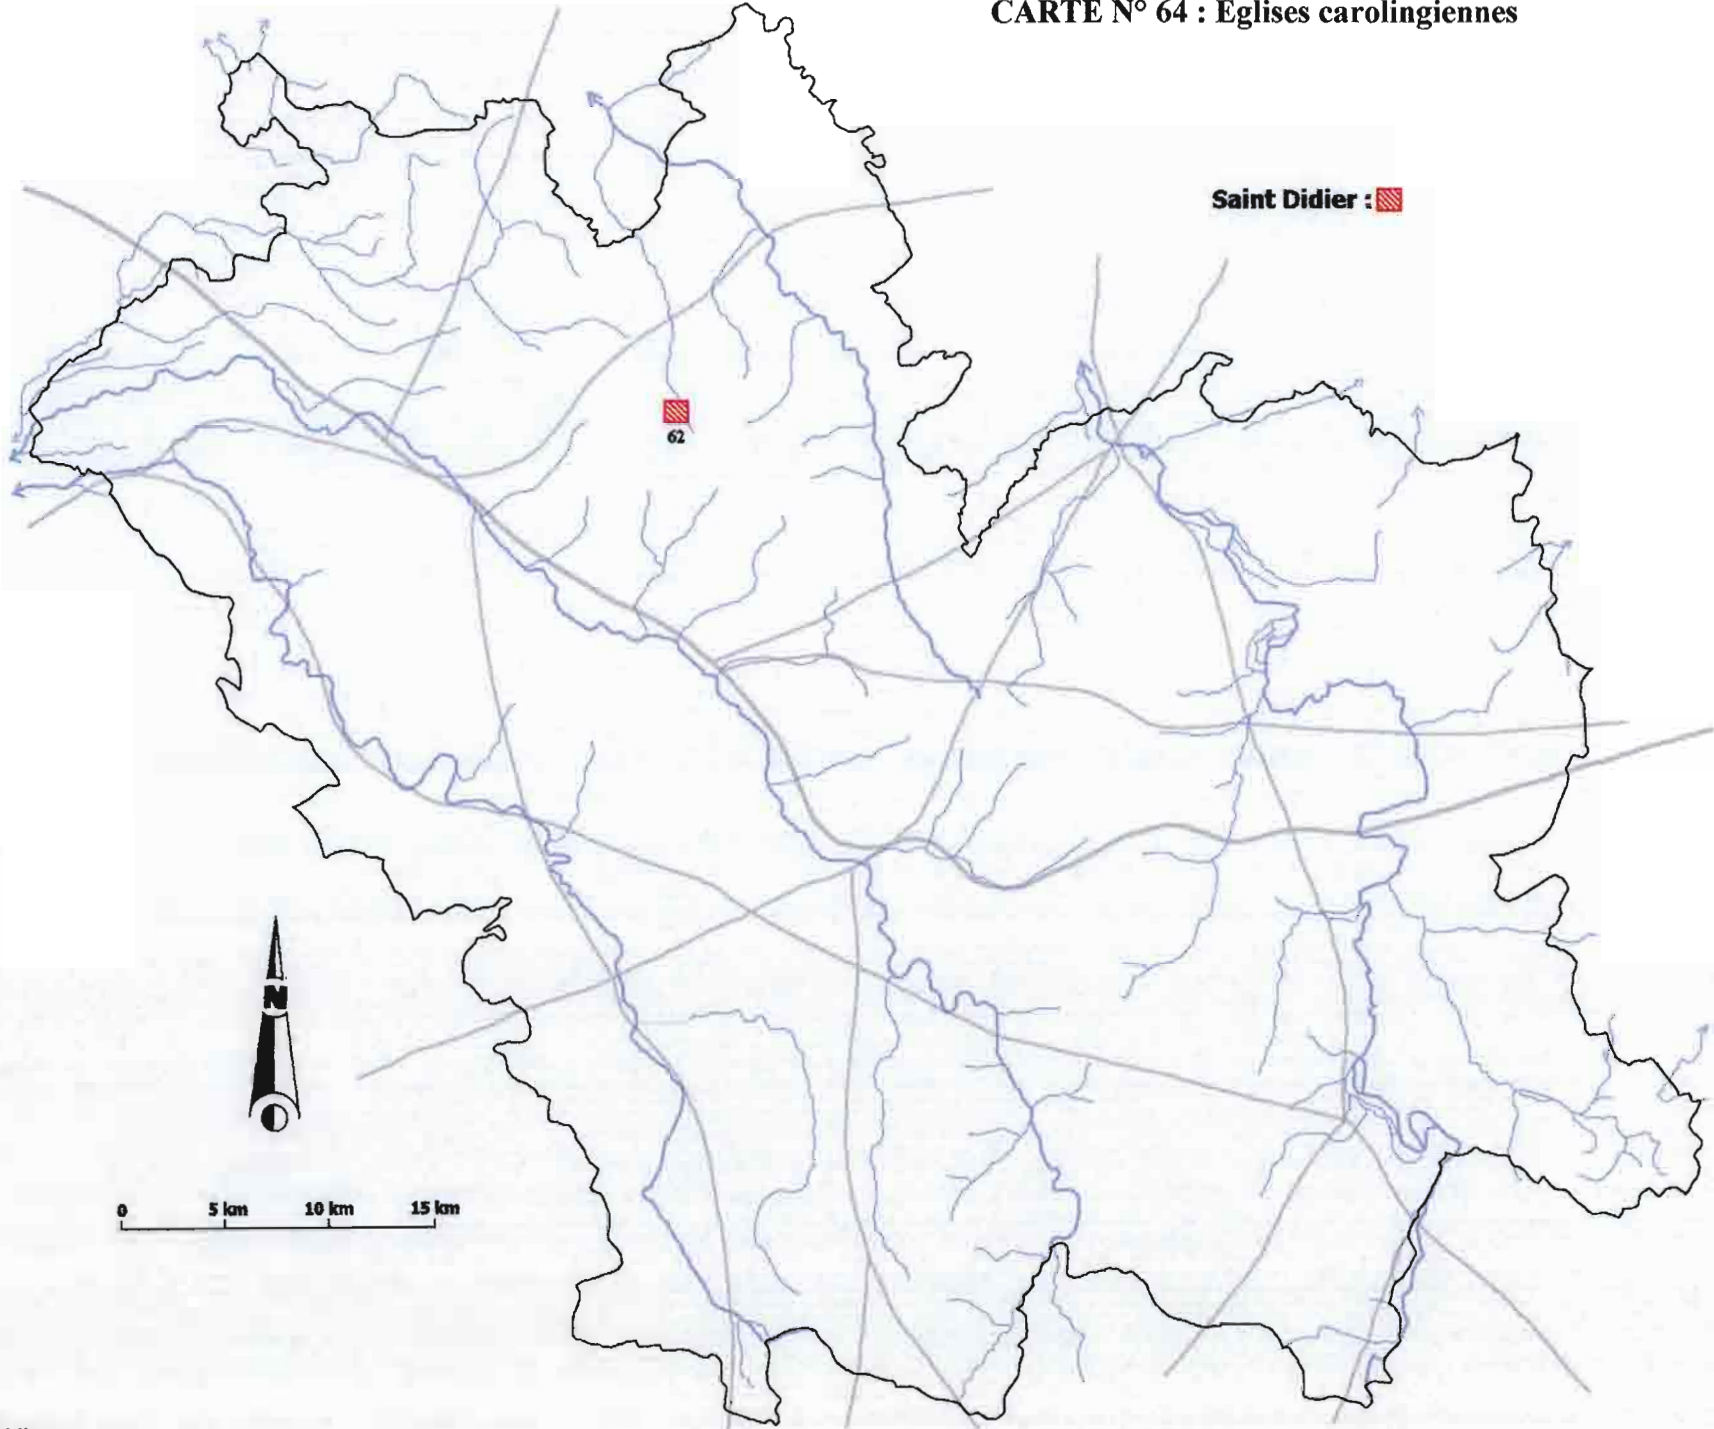 CARTE N° 64 : Eglises carolingiennes
Saint Didier :
62
N
0 5 km 10 km 15 km